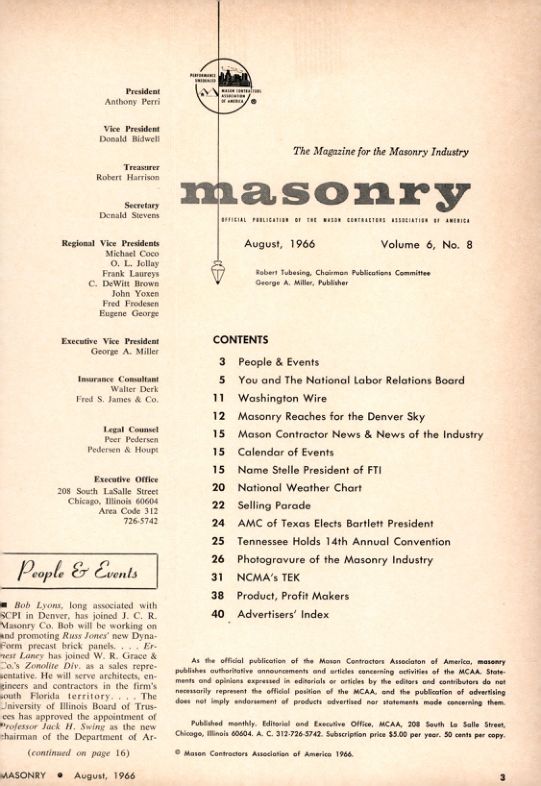 PERFORMANCE
UNEQUALED
MASON CONTRACTORS
ASSOCIATION
OF AMERICA
®
President
Anthony Perri
Vice President
Donald Bidwell
Treasurer
Robert Harrison
Secretary
Donald Stevens
Regional Vice Presidents
Michael Coco
O. L. Jollay
Frank Laureys
C. DeWitt Brown
John Yoxen
Fred Frodesen
Eugene George
Executive Vice President
George A. Miller
Insurance Consultant
Walter Derk
Fred S. James & Co.
Legal Counsel
Peer Pedersen
Pedersen & Houpt
Executive Office
208 South LaSalle Street
Chicago, Illinois 60604
Area Code 312
726-5742
People & Events
■ Bob Lyons, long associated with
SCPI in Denver, has joined J. C. R.
Masonry Co. Bob will be working on
and promoting Russ Jones' new Dyna-
Form precast brick panels. . . . Er-
nest Laney has joined W. R. Grace &
Co.'s Zonolite Div. as a sales repre-
sentative. He will serve architects, en-
gineers and contractors in the firm's
south Florida territory. . . . The
University of Illinois Board of Trus-
tees has approved the appointment of
Professor Jack H. Swing as the new
chairman of the Department of Ar-
(continued on page 16)
The Magazine for the Masonry Industry
masonry
OFFICIAL PUBLICATION OF THE MASON CONTRACTORS ASSOCIATION OF AMERICA
August, 1966 Volume 6, No. 8
Robert Tubesing, Chairman Publications Committee
George A. Miller, Publisher
CONTENTS
3 People & Events
5 You and The National Labor Relations Board
11 Washington Wire
12 Masonry Reaches for the Denver Sky
15 Mason Contractor News & News of the Industry
15 Calendar of Events
15 Name Stelle President of FTI
20 National Weather Chart
22 Selling Parade
24 AMC of Texas Elects Bartlett President
25 Tennessee Holds 14th Annual Convention
26 Photogravure of the Masonry Industry
31 NCMA's TEK
38 Product, Profit Makers
40 Advertisers' Index
As the official publication of the Mason Contractors Associaton of America, masonry
publishes authoritative announcements and articles concerning activities of the MCAA. State-
ments and opinions expressed in editorials or articles by the editors and contributors do not
necessarily represent the official position of the MCAA, and the publication of advertising
does not imply endorsement of products advertised nor statements made concerning them.
Published monthly. Editorial and Executive Office, MCAA, 208 South La Salle Street,
Chicago, Illinois 60604. A. C. 312-726-5742. Subscription price $5.00 per year. 50 cents per copy.
© Mason Contractors Association of America 1966.
MASONRY ● August, 1966 3